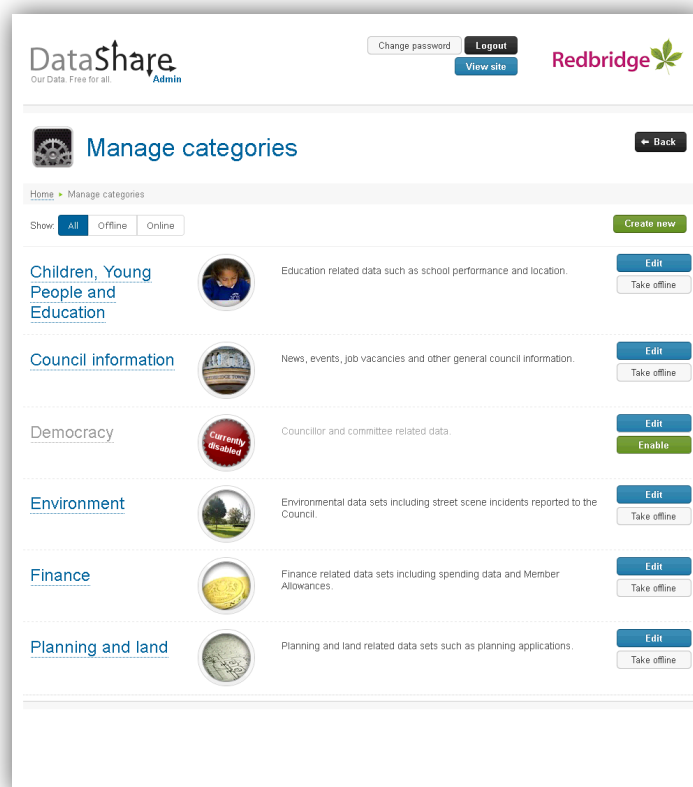 DataShare
Our Data. Free for all.
Admin
Change password
Logout
View site
Redbridge
Manage categories
Back
Home
Manage categories
Show:
All
Offline
Online
Create new
Children, Young
People and
Education
Education related data such as school performance and location.
Edit
Take offline
Council information
News, events, job vacancies and other general council information.
Edit
Take offline
Democracy
Currently
disabled
Councillor and committee related data.
Edit
Enable
Environment
Environmental data sets including street scene incidents reported to the
Council.
Edit
Take offline
Finance
Finance related data sets including spending data and Member
Allowances.
Edit
Take offline
Planning and land
Planning and land related data sets such as planning applications.
Edit
Take offline